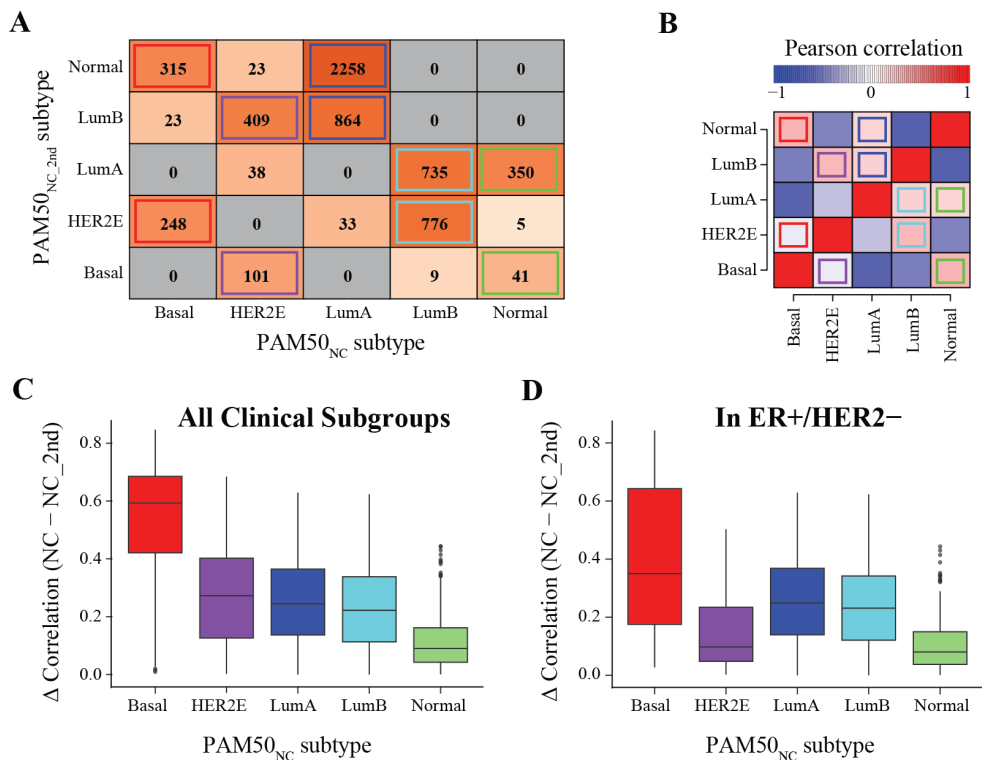 A
PAM50NC_2nd subtype
Normal 315 23 2258 0 0
LumB 23 409 864 0 0
LumA 0 38 0 735 350
HER2E 248 0 33 776 5
Basal 0 101 0 9 41
Basal HER2E LumA LumB Normal
PAM50NC subtype
B
Pearson correlation
−1 0 1
Normal
LumB
LumA
HER2E
Basal
Basal HER2E LumA LumB Normal
C
All Clinical Subgroups
Δ Correlation (NC − NC_2nd)
0.8
0.6
0.4
0.2
0.0
Basal HER2E LumA LumB Normal
PAM50NC subtype
D
In ER+/HER2−
Δ Correlation (NC − NC_2nd)
0.8
0.6
0.4
0.2
0.0
Basal HER2E LumA LumB Normal
PAM50NC subtype